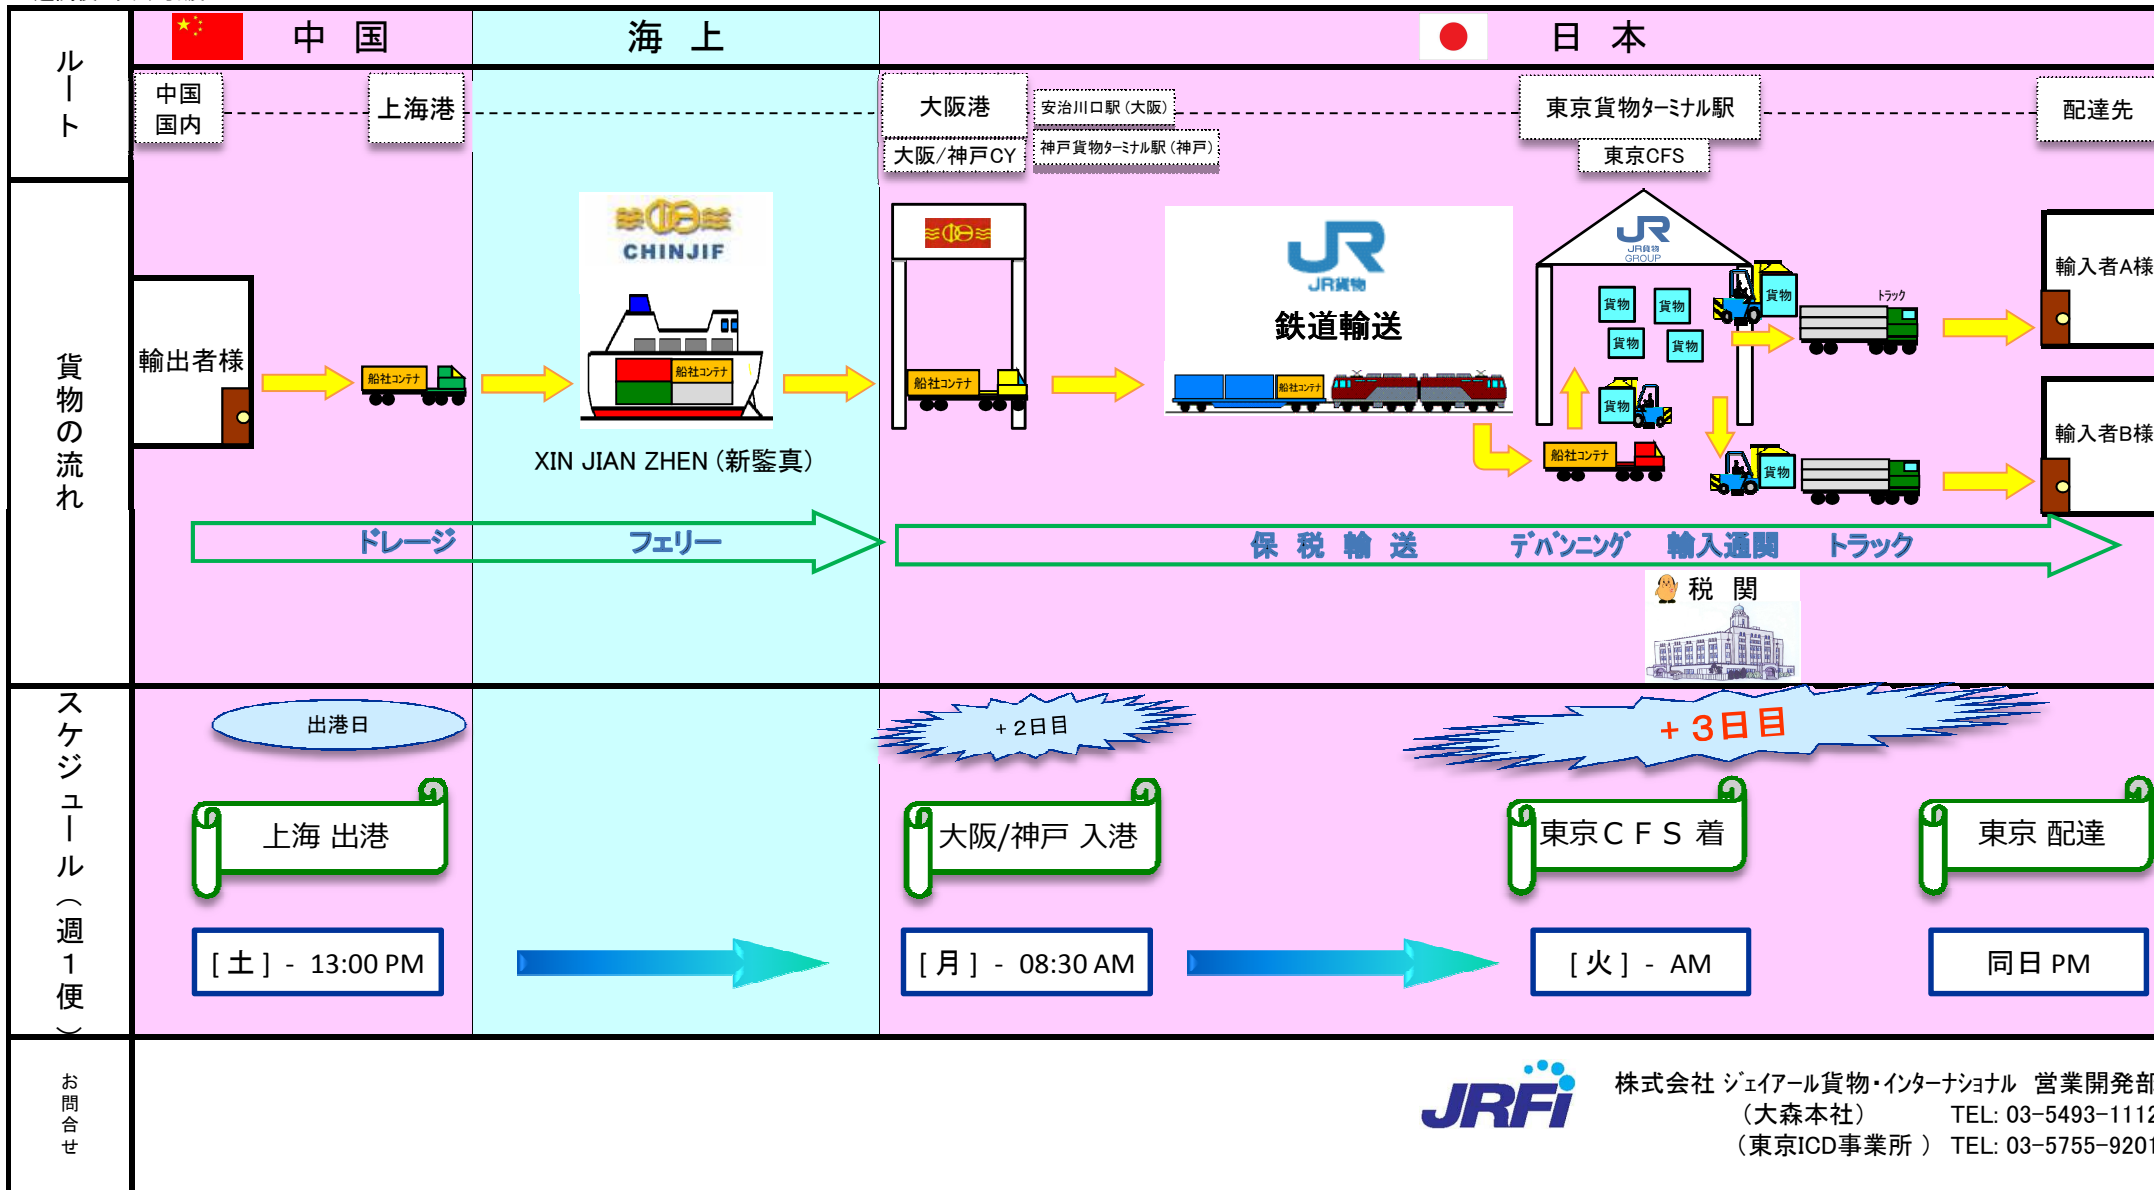 ルート
中 国
海 上
日 本
中国
国内
上海港
大阪港
大阪/神戸CY
安治川口駅（大阪）
神戸貨物ターミナル駅（神戸）
東京貨物ターミナル駅
東京CFS
配達先
貨物の流れ
輸出者様
船社コンテナ
CHINJIF
船社コンテナ
XIN JIAN ZHEN（新鑒真）
船社コンテナ
JR
JR貨物
鉄道輸送
船社コンテナ
JR
JR貨物
GROUP
貨物
貨物
貨物
貨物
貨物
貨物
船社コンテナ
貨物
トラック
輸入者A様
輸入者B様
ドレージ
フェリー
保 税 輸 送
デバンニング
輸入通関
トラック
税 関
スケジュール（週１便）
出港日
+ 2日目
+ 3日目
上海 出港
大阪/神戸 入港
東京ＣＦＳ 着
東京 配達
[ 土 ] - 13:00 PM
[ 月 ] - 08:30 AM
[ 火 ] - AM
同日 PM
お問合せ
JRFi
株式会社 ジェイアール貨物・インターナショナル 営業開発部
（大森本社） TEL: 03-5493-1112
（東京ICD事業所 ） TEL: 03-5755-9201